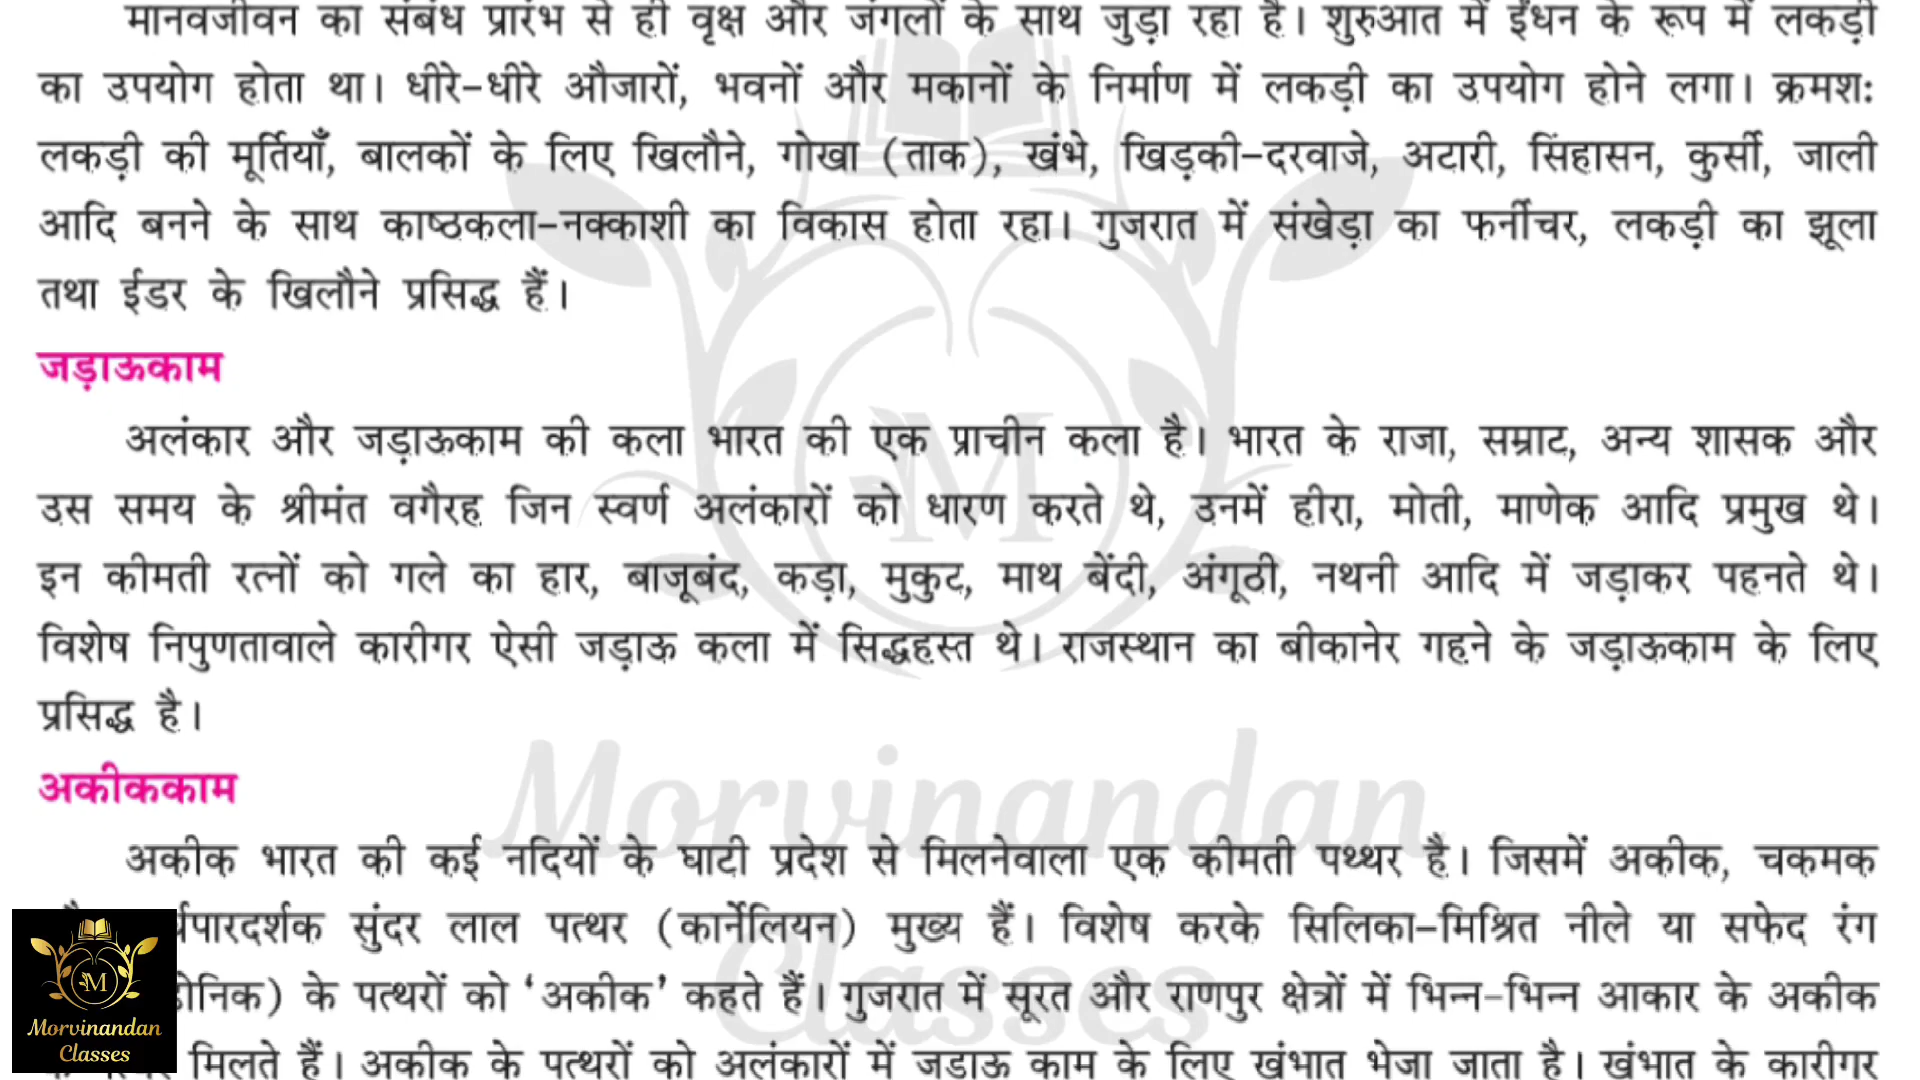 मानवजीवन का संबंध प्रारंभ से ही वृक्ष और जंगलों के साथ जुड़ा रहा है। शुरुआत में ईंधन के रूप में लकड़ी
का उपयोग होता था। धीरे-धीरे औजारों, भवनों और मकानों के निर्माण में लकड़ी का उपयोग होने लगा। क्रमशः
लकड़ी की मूर्तियाँ, बालकों के लिए खिलौने, गोखा (ताक), खंभे, खिड़की-दरवाजे, अटारी, सिंहासन, कुर्सी, जाली
आदि बनने के साथ काष्ठकला-नक्काशी का विकास होता रहा। गुजरात में संखेड़ा का फर्नीचर, लकड़ी का झूला
तथा ईडर के खिलौने प्रसिद्ध हैं।
जड़ाऊकाम
अलंकार और जड़ाऊकाम की कला भारत की एक प्राचीन कला है। भारत के राजा, सम्राट, अन्य शासक और
उस समय के श्रीमंत वगैरह जिन स्वर्ण अलंकारों को धारण करते थे, उनमें हीरा, मोती, माणेक आदि प्रमुख थे।
इन कीमती रत्नों को गले का हार, बाजूबंद, कड़ा, मुकुट, माथ बेंदी, अंगूठी, नथनी आदि में जड़ाकर पहनते थे।
विशेष निपुणतावाले कारीगर ऐसी जड़ाऊ कला में सिद्धहस्त थे। राजस्थान का बीकानेर गहने के जड़ाऊकाम के लिए
प्रसिद्ध है।
अकीककाम
अकीक भारत की कई नदियों के घाटी प्रदेश से मिलनेवाला एक कीमती पथ्थर है। जिसमें अकीक, चकमक
सुंदर लाल पत्थर (कार्नेलियन) मुख्य हैं। विशेष करके सिलिका-मिश्रित नीले या सफेद रंग
के पत्थरों को ‘अकीक’ कहते हैं। गुजरात में सूरत और राणपुर क्षेत्रों में भिन्न-भिन्न आकार के अकीक
मिलते हैं। अकीक के पत्थरों को अलंकारों में जड़ाऊ काम के लिए खंभात भेजा जाता है। खंभात के कारीगर
M
Morvinandan
Classes
M
Morvinandan
Classes